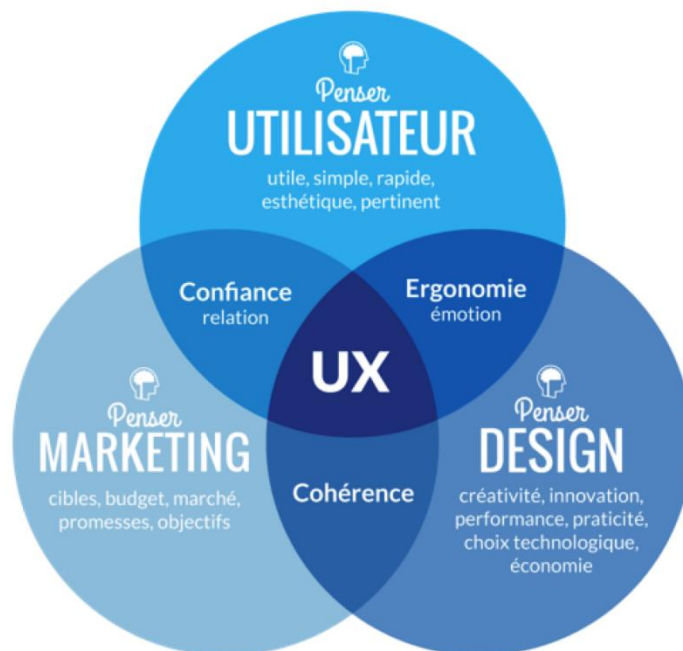 Penser
UTILISATEUR
utile, simple, rapide,
esthétique, pertinent
Confiance
relation
Ergonomie
émotion
UX
Penser
MARKETING
cibles, budget, marché,
promesses, objectifs
Cohérence
Penser
DESIGN
créativité, innovation,
performance, praticité,
choix technologique,
économie